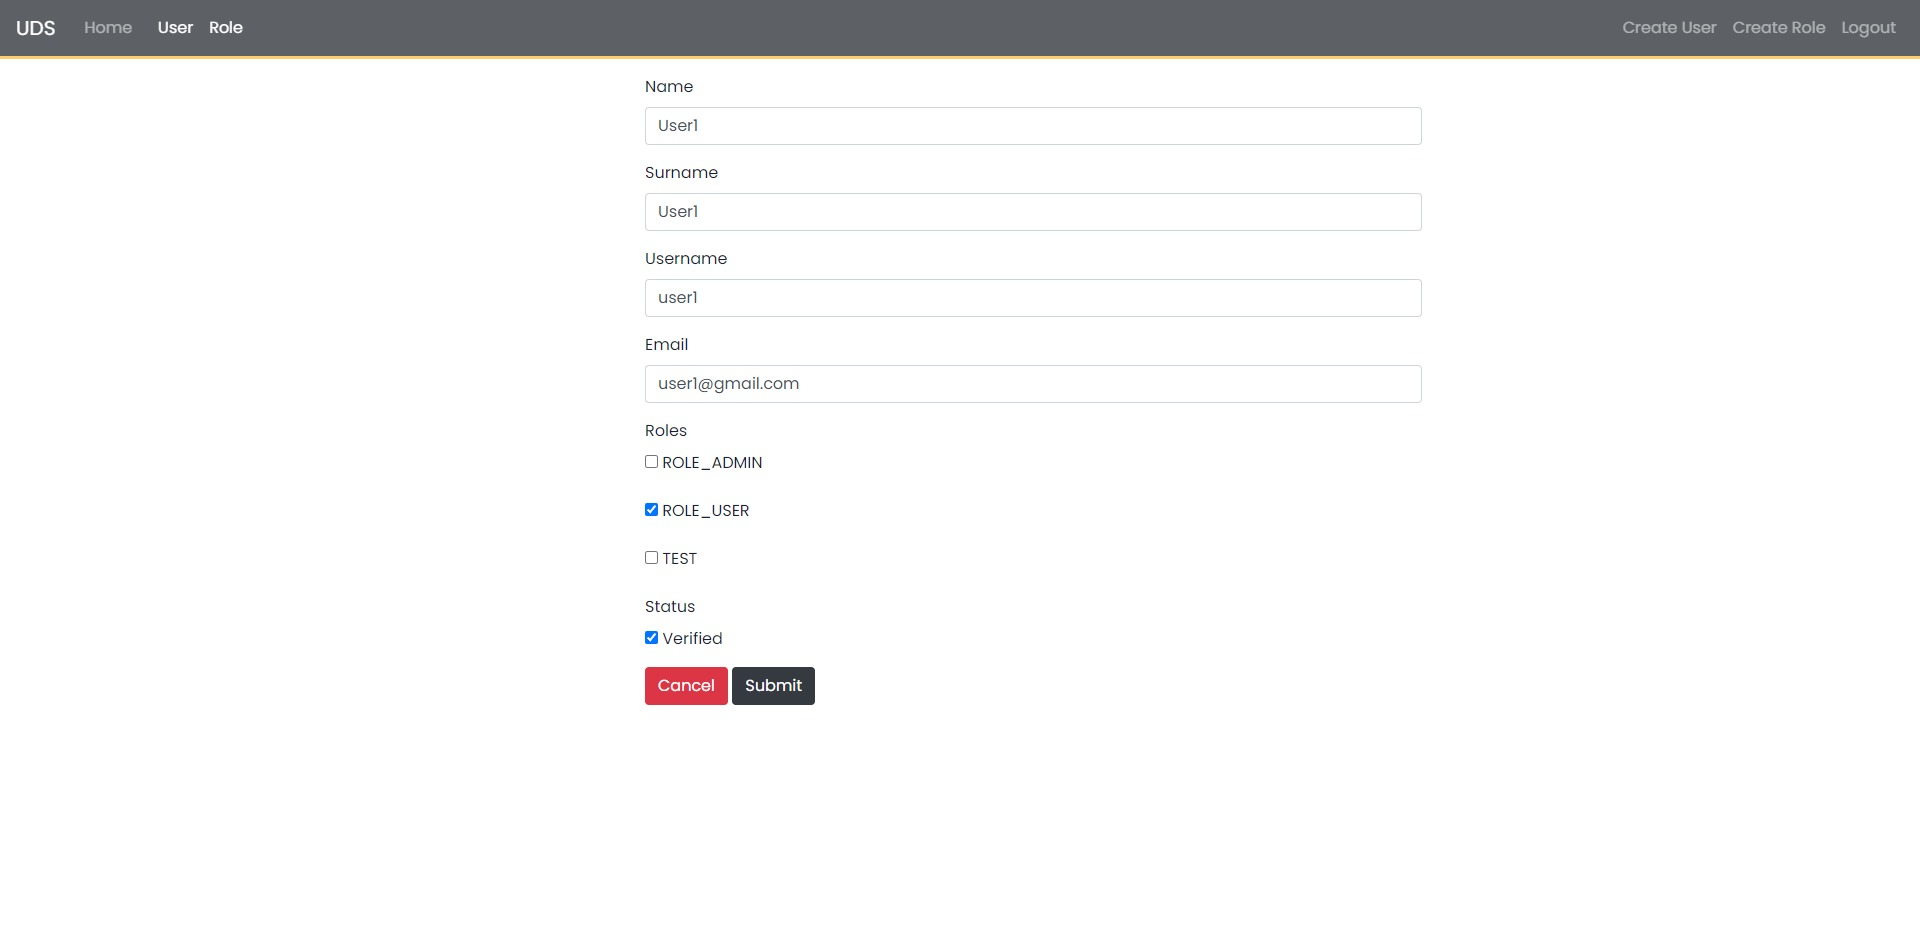 UDS Home User Role Create User Create Role Logout
Name
User1
Surname
User1
Username
user1
Email
user1@gmail.com
Roles
ROLE_ADMIN
ROLE_USER
TEST
Status
Verified
Cancel Submit